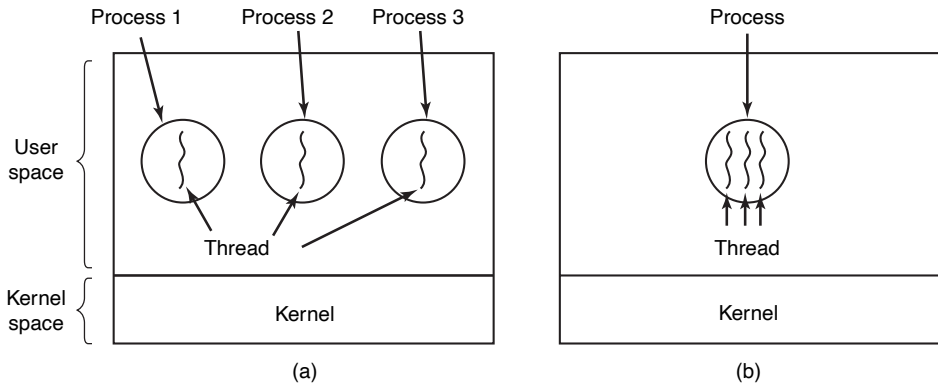 Process 1
Process 2
Process 3
Process
User
space
Thread
Thread
Kernel
space
Kernel
Kernel
(a)
(b)